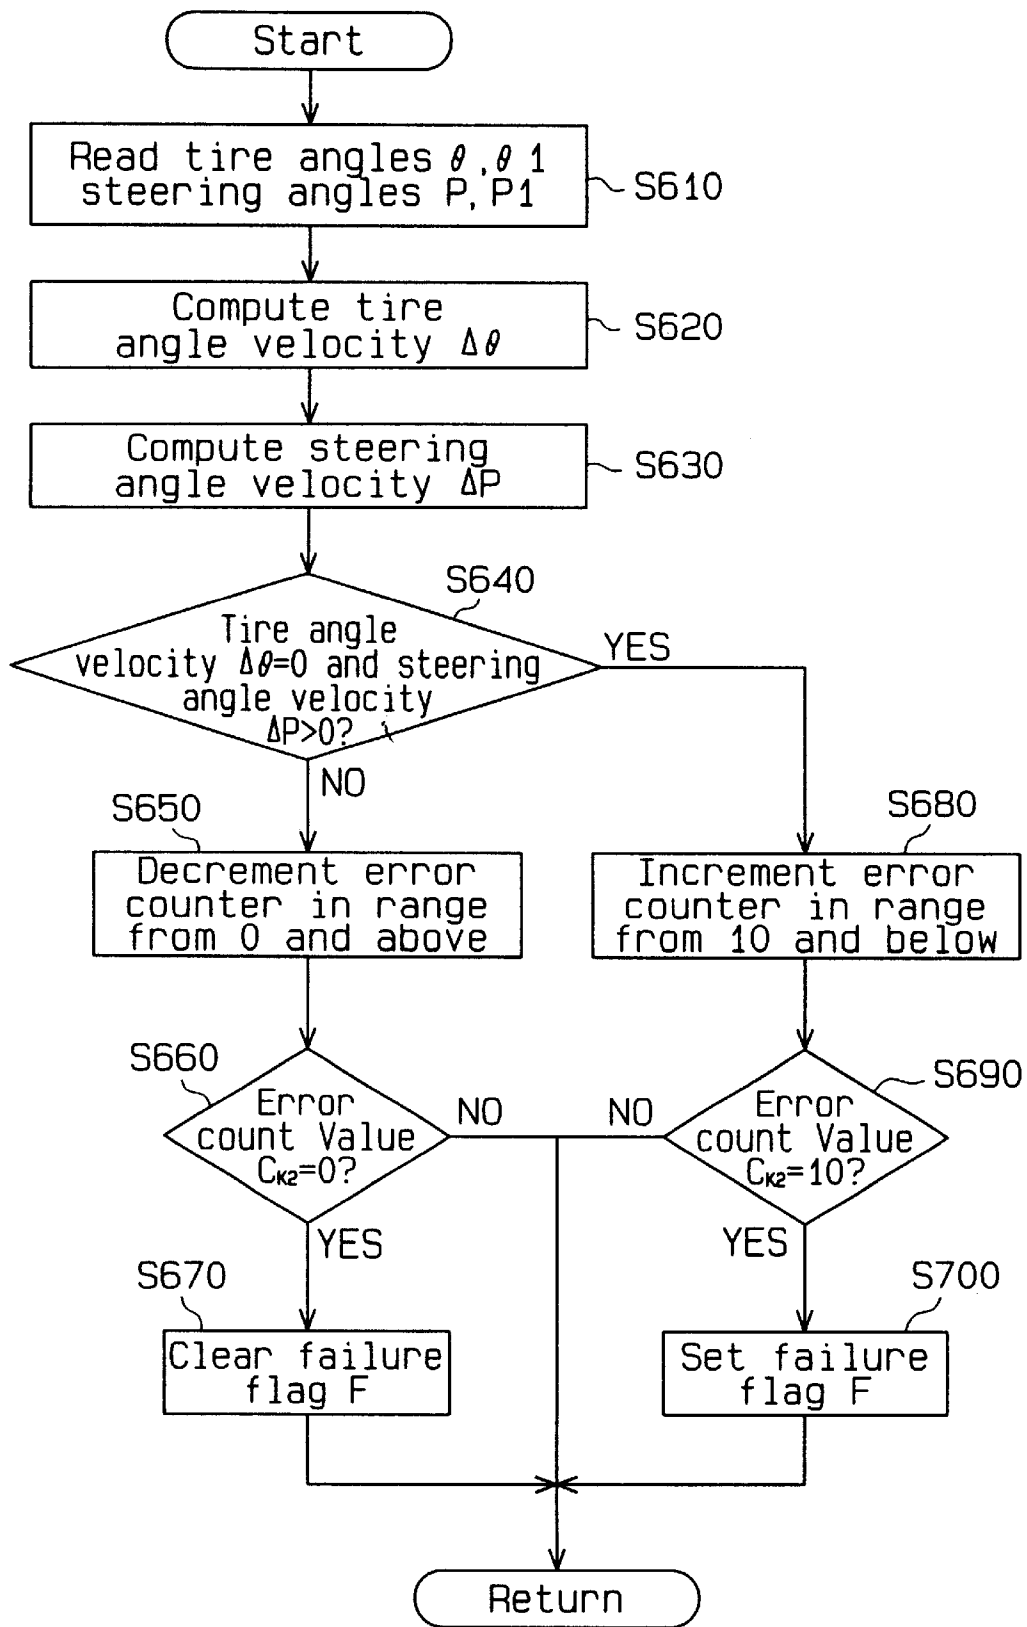 Start
Read tire angles θ, θ1
steering angles P, P1
S610
Compute tire
angle velocity Δθ
S620
Compute steering
angle velocity ΔP
S630
S640
Tire angle
velocity Δθ=0 and steering
angle velocity
ΔP>0?
YES
NO
S650
Decrement error
counter in range
from 0 and above
S680
Increment error
counter in range
from 10 and below
S660
Error
count Value
CK2=0?
NO
YES
S690
Error
count Value
CK2=10?
NO
YES
S670
Clear failure
flag F
S700
Set failure
flag F
Return